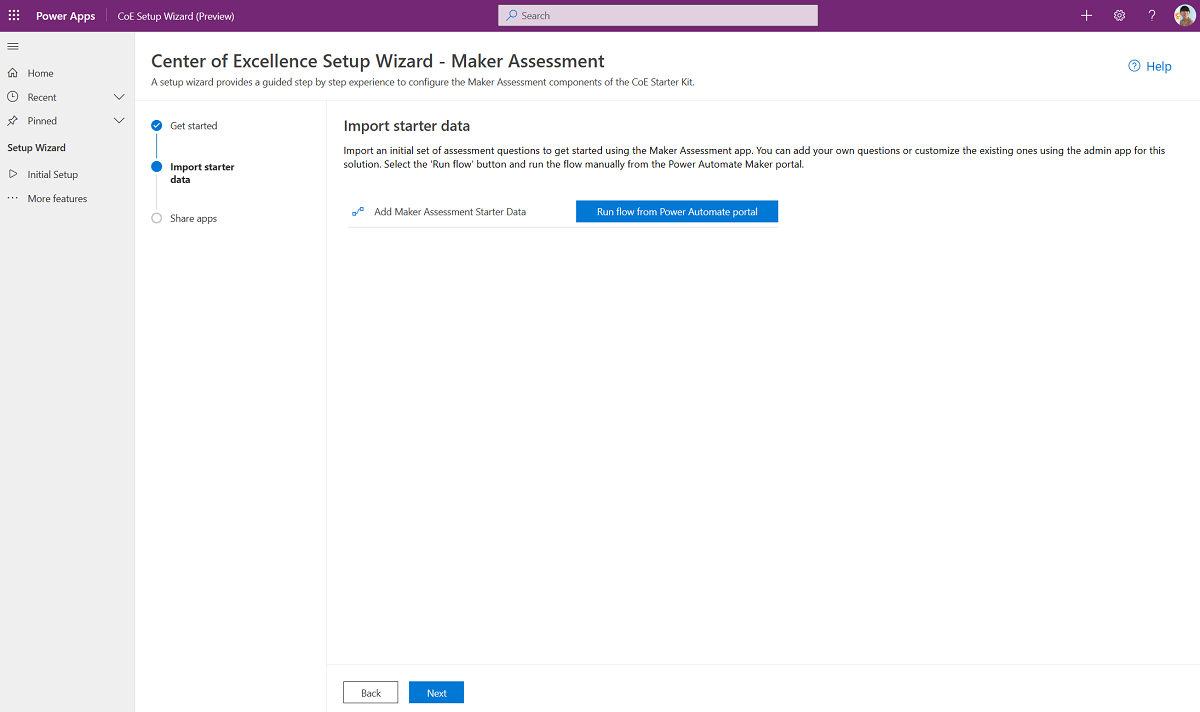 Power Apps
CoE Setup Wizard (Preview)
Search
?
Home
Recent
Pinned
Setup Wizard
Initial Setup
More features
Center of Excellence Setup Wizard - Maker Assessment
A setup wizard provides a guided step by step experience to configure the Maker Assessment components of the CoE Starter Kit.
? Help
Get started
Import starter
data
Share apps
Import starter data
Import an initial set of assessment questions to get started using the Maker Assessment app. You can add your own questions or customize the existing ones using the admin app for this
solution. Select the 'Run flow' button and run the flow manually from the Power Automate Maker portal.
Add Maker Assessment Starter Data
Run flow from Power Automate portal
Back
Next